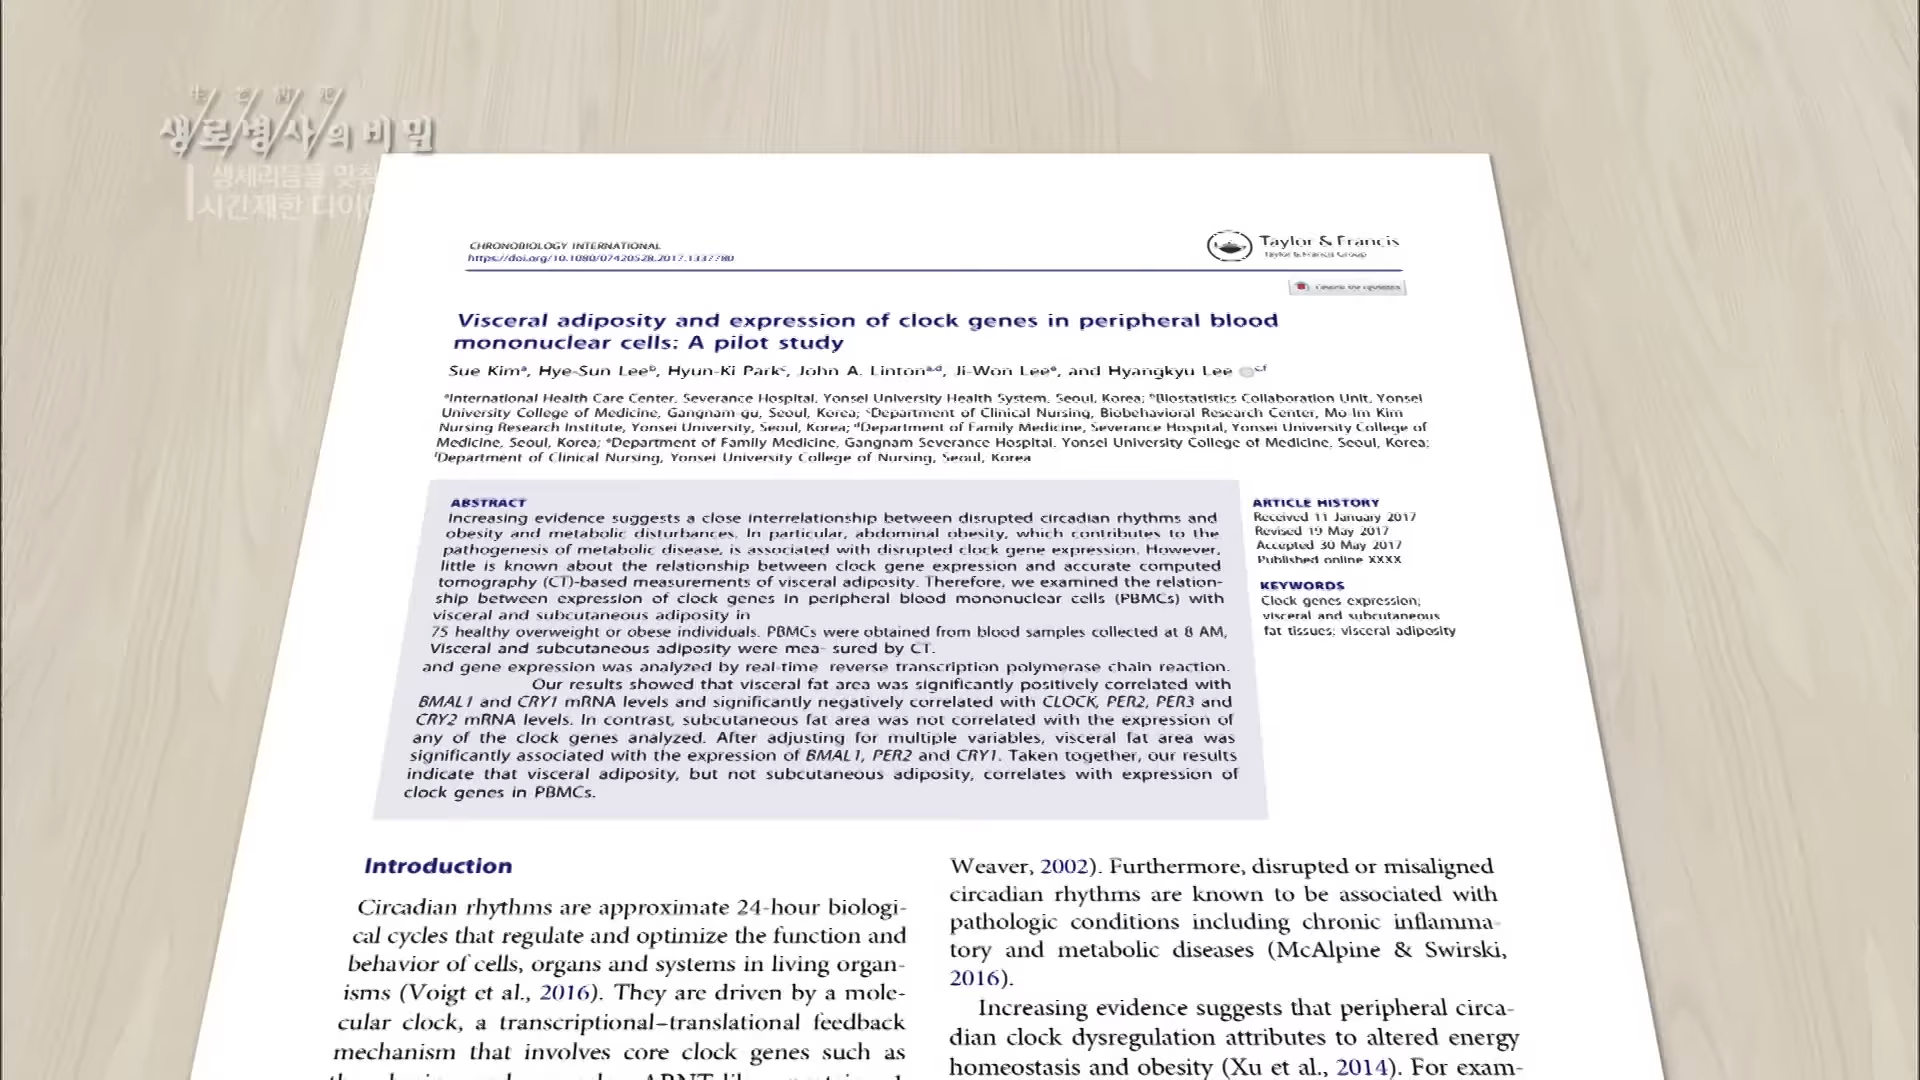 生 老 病 死
생로병사의 비밀
생체리듬을 맞춰
시간제한 다이
CHRONOBIOLOGY INTERNATIONAL
https://doi.org/10.1080/07420528.2017.1337780
Taylor & Francis
Taylor & Francis Group
Check for updates
Visceral adiposity and expression of clock genes in peripheral blood
mononuclear cells: A pilot study
Sue Kimᵃ, Hye-Sun Leeᵇ, Hyun-Ki Parkᶜ, John A. Lintonᵃ,ᵈ, Ji-Won Leeᵉ, and Hyangkyu Lee ᶜ,ᶠ
ᵃInternational Health Care Center, Severance Hospital, Yonsei University Health System, Seoul, Korea; ᵇBiostatistics Collaboration Unit, Yonsei
University College of Medicine, Gangnam-gu, Seoul, Korea; ᶜDepartment of Clinical Nursing, Biobehavioral Research Center, Mo-Im Kim
Nursing Research Institute, Yonsei University, Seoul, Korea; ᵈDepartment of Family Medicine, Severance Hospital, Yonsei University College of
Medicine, Seoul, Korea; ᵉDepartment of Family Medicine, Gangnam Severance Hospital, Yonsei University College of Medicine, Seoul, Korea;
ᶠDepartment of Clinical Nursing, Yonsei University College of Nursing, Seoul, Korea
ABSTRACT
Increasing evidence suggests a close interrelationship between disrupted circadian rhythms and
obesity and metabolic disturbances. In particular, abdominal obesity, which contributes to the
pathogenesis of metabolic disease, is associated with disrupted clock gene expression. However,
little is known about the relationship between clock gene expression and accurate computed
tomography (CT)-based measurements of visceral adiposity. Therefore, we examined the relation-
ship between expression of clock genes in peripheral blood mononuclear cells (PBMCs) with
visceral and subcutaneous adiposity in
75 healthy overweight or obese individuals. PBMCs were obtained from blood samples collected at 8 AM,
Visceral and subcutaneous adiposity were mea- sured by CT.
and gene expression was analyzed by real-time reverse transcription polymerase chain reaction.
Our results showed that visceral fat area was significantly positively correlated with
BMAL1 and CRY1 mRNA levels and significantly negatively correlated with CLOCK, PER2, PER3 and
CRY2 mRNA levels. In contrast, subcutaneous fat area was not correlated with the expression of
any of the clock genes analyzed. After adjusting for multiple variables, visceral fat area was
significantly associated with the expression of BMAL1, PER2 and CRY1. Taken together, our results
indicate that visceral adiposity, but not subcutaneous adiposity, correlates with expression of
clock genes in PBMCs.
ARTICLE HISTORY
Received 11 January 2017
Revised 19 May 2017
Accepted 30 May 2017
Published online XXXX
KEYWORDS
Clock genes expression;
visceral and subcutaneous
fat tissues; visceral adiposity
Introduction
Circadian rhythms are approximate 24-hour biologi-
cal cycles that regulate and optimize the function and
behavior of cells, organs and systems in living organ-
isms (Voigt et al., 2016). They are driven by a mole-
cular clock, a transcriptional–translational feedback
mechanism that involves core clock genes such as
Weaver, 2002). Furthermore, disrupted or misaligned
circadian rhythms are known to be associated with
pathologic conditions including chronic inflamma-
tory and metabolic diseases (McAlpine & Swirski,
2016).
Increasing evidence suggests that peripheral circa-
dian clock dysregulation attributes to altered energy
homeostasis and obesity (Xu et al., 2014). For exam-